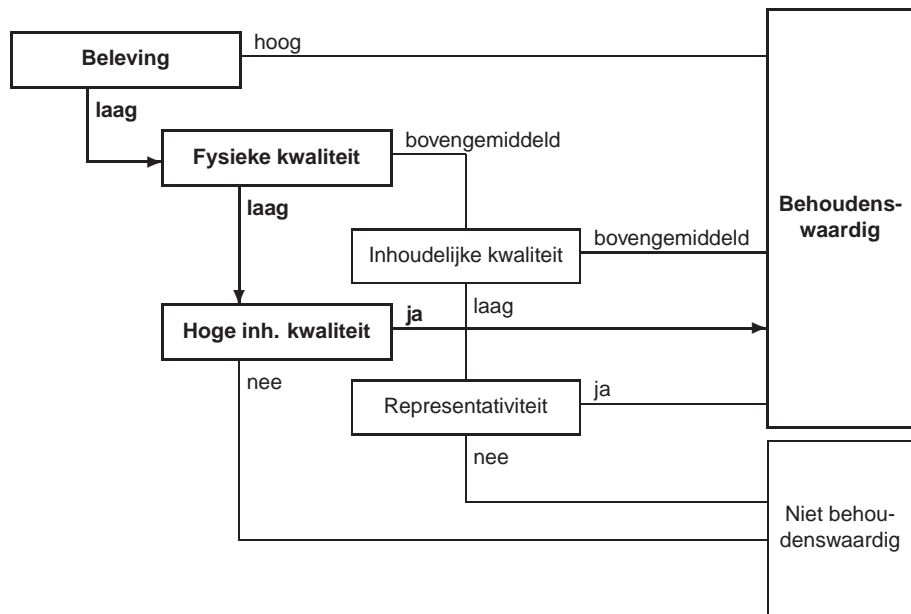 hoog
Beleving
laag
bovengemiddeld
Fysieke kwaliteit
laag
Behoudens-
waardig
bovengemiddeld
Inhoudelijke kwaliteit
laag
ja
Hoge inh. kwaliteit
nee
ja
Representativiteit
nee
Niet behou-
denswaardig